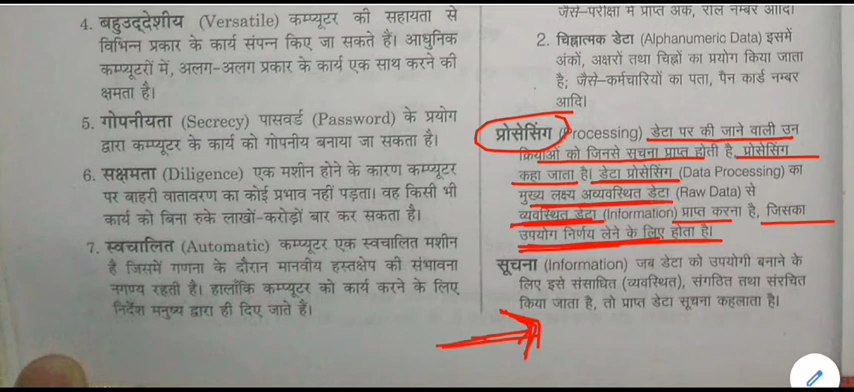 4. बहुउद्देशीय (Versatile) कम्प्यूटर की सहायता से
विभिन्न प्रकार के कार्य संपन्न किए जा सकते हैं। आधुनिक
कम्प्यूटरों में, अलग-अलग प्रकार के कार्य एक साथ करने की
क्षमता है।
5. गोपनीयता (Secrecy) पासवर्ड (Password) के प्रयोग
द्वारा कम्प्यूटर के कार्य को गोपनीय बनाया जा सकता है।
6. सक्षमता (Diligence) एक मशीन होने के कारण कम्प्यूटर
पर बाहरी वातावरण का कोई प्रभाव नहीं पड़ता। वह किसी भी
कार्य को बिना रुके लाखों-करोड़ों बार कर सकता है।
7. स्वचालित (Automatic) कम्प्यूटर एक स्वचालित मशीन
है जिसमें गणना के दौरान मानवीय हस्तक्षेप की संभावना
नगण्य रहती है। हालाँकि कम्प्यूटर को कार्य करने के लिए
निर्देश मनुष्य द्वारा ही दिए जाते हैं।
जैसे-परीक्षा में प्राप्त अंक, रोल नम्बर आदि।
2. चिह्नात्मक डेटा (Alphanumeric Data) इसमें
अंकों, अक्षरों तथा चिह्नों का प्रयोग किया जाता
है; जैसे-कर्मचारियों का पता, पैन कार्ड नम्बर
आदि।
प्रोसेसिंग (Processing) डेटा पर की जाने वाली उन
क्रियाओं को जिनसे सूचना प्राप्त होती है, प्रोसेसिंग
कहा जाता है। डेटा प्रोसेसिंग (Data Processing) का
मुख्य लक्ष्य अव्यवस्थित डेटा (Raw Data) से
व्यवस्थित डेटा (Information) प्राप्त करना है, जिसका
उपयोग निर्णय लेने के लिए होता है।
सूचना (Information) जब डेटा को उपयोगी बनाने के
लिए इसे संसाधित (व्यवस्थित), संगठित तथा संरचित
किया जाता है, तो प्राप्त डेटा सूचना कहलाता है।